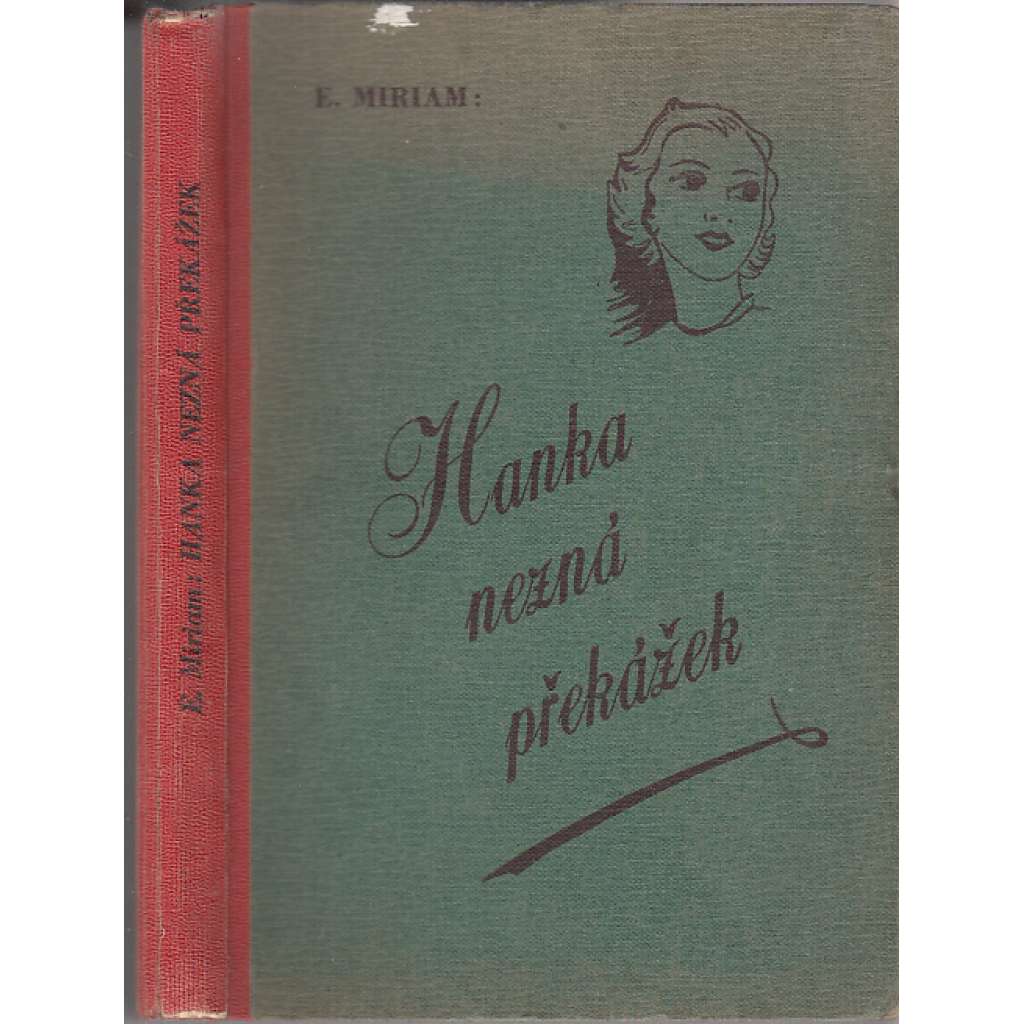 E. Miriam: HANKA NEZNÁ PŘEKÁŽEK
E. MIRIAM:
Hanka
nezná
překážek